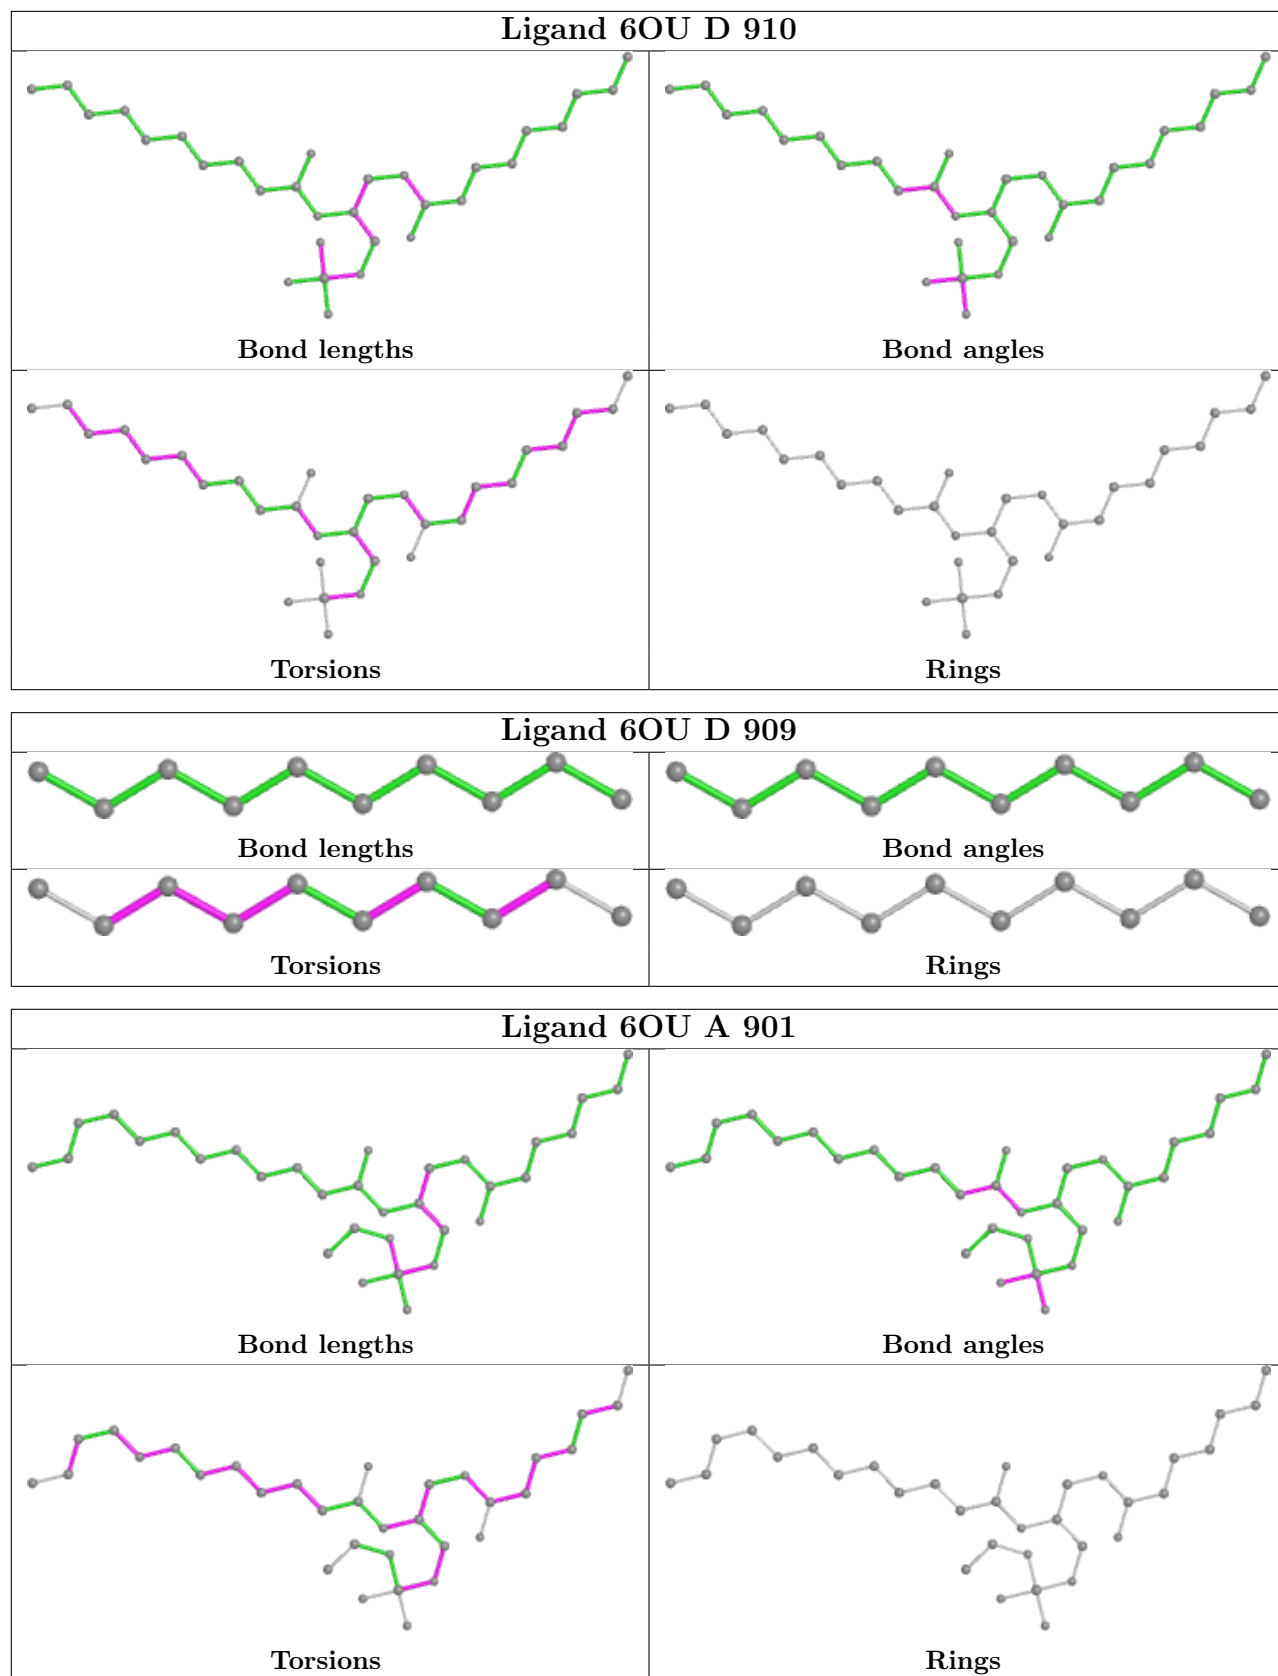 Ligand 6OU D 910
Bond lengths
Bond angles
Torsions
Rings
Ligand 6OU D 909
Bond lengths
Bond angles
Torsions
Rings
Ligand 6OU A 901
Bond lengths
Bond angles
Torsions
Rings